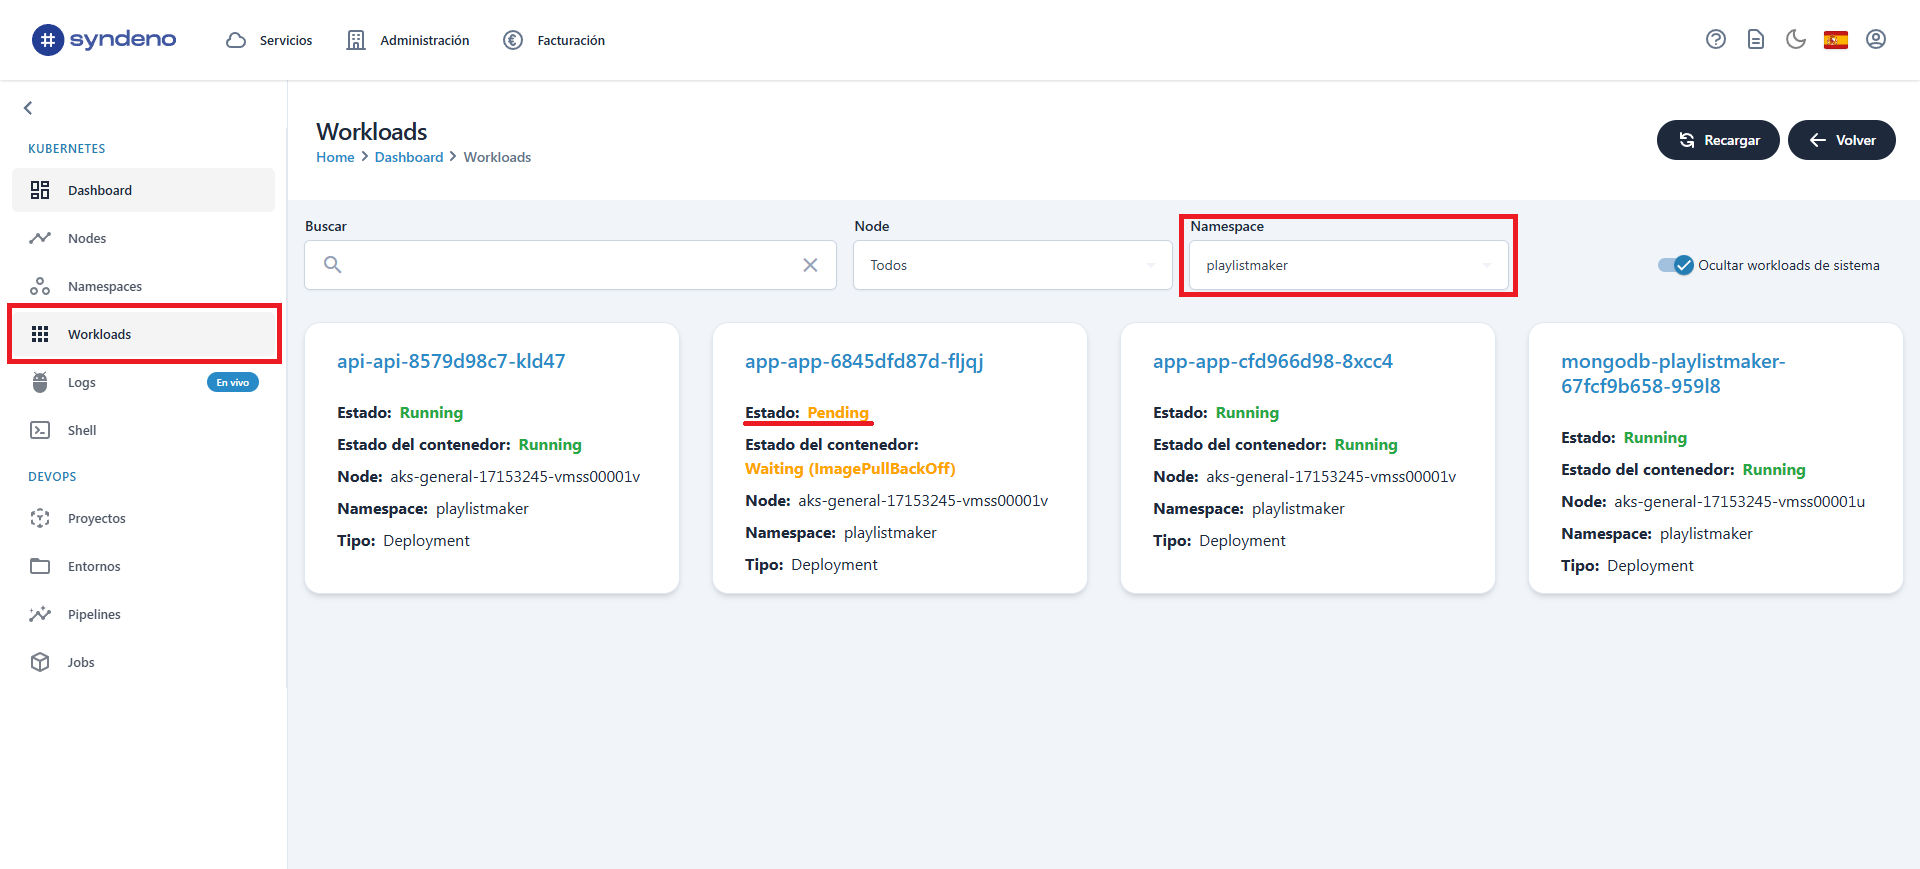 # syndeno
Servicios
Administración
Facturación
KUBERNETES
Dashboard
Nodes
Namespaces
Workloads
Logs
En vivo
Shell
DEVOPS
Proyectos
Entornos
Pipelines
Jobs
Workloads
Home > Dashboard > Workloads
Recargar
Volver
Buscar
Node
Todos
Namespace
playlistmaker
Ocultar workloads de sistema
api-api-8579d98c7-kld47
Estado: Running
Estado del contenedor: Running
Node: aks-general-17153245-vmss00001v
Namespace: playlistmaker
Tipo: Deployment
app-app-6845dfd87d-fljqj
Estado: Pending
Estado del contenedor:
Waiting (ImagePullBackOff)
Node: aks-general-17153245-vmss00001v
Namespace: playlistmaker
Tipo: Deployment
app-app-cfd966d98-8xcc4
Estado: Running
Estado del contenedor: Running
Node: aks-general-17153245-vmss00001v
Namespace: playlistmaker
Tipo: Deployment
mongodb-playlistmaker-
67fcf9b658-959l8
Estado: Running
Estado del contenedor: Running
Node: aks-general-17153245-vmss00001u
Namespace: playlistmaker
Tipo: Deployment